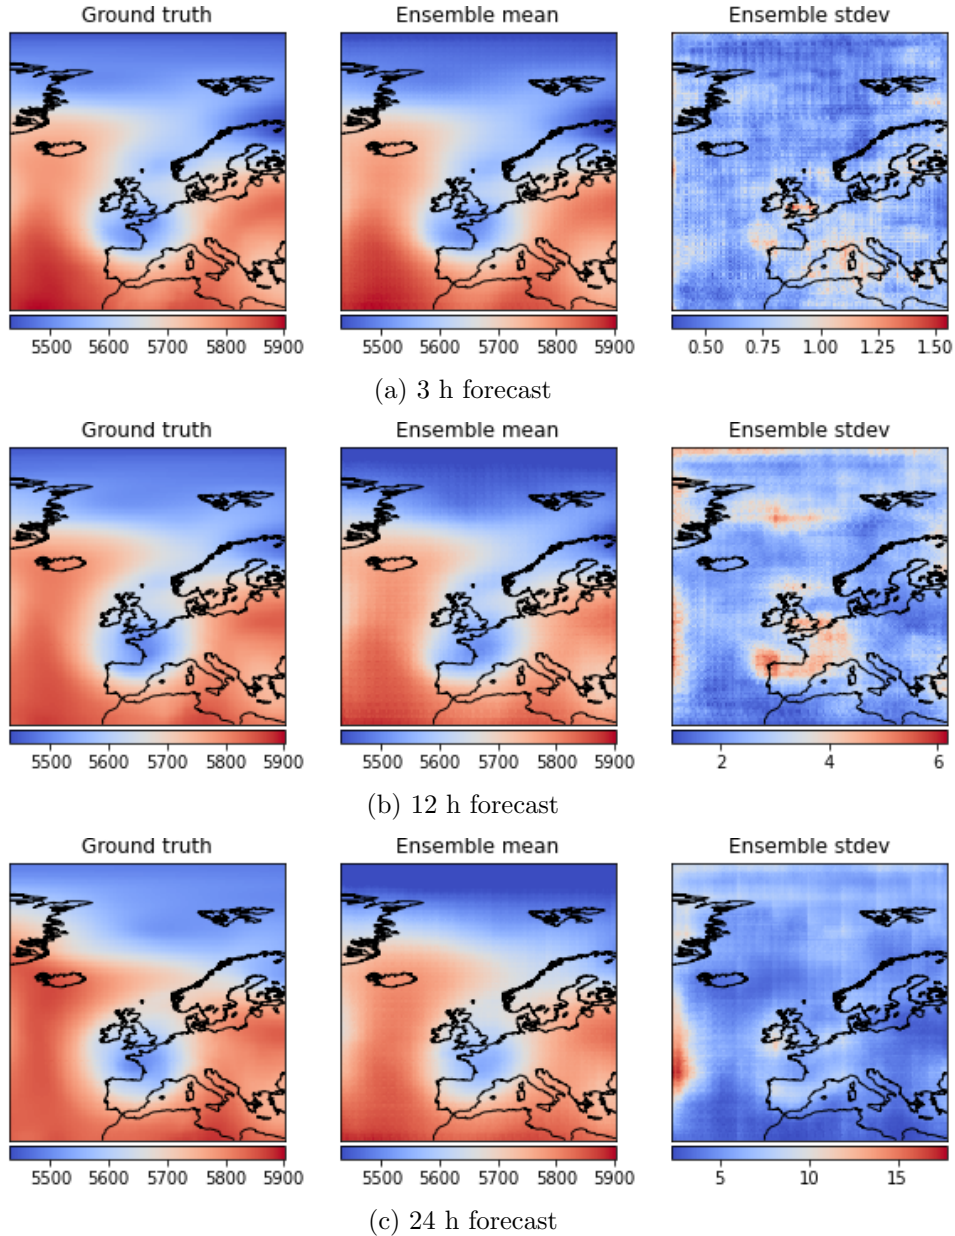 Ground truth Ensemble mean Ensemble stdev
5500 5600 5700 5800 5900 5500 5600 5700 5800 5900 0.50 0.75 1.00 1.25 1.50
(a) 3 h forecast
Ground truth Ensemble mean Ensemble stdev
5500 5600 5700 5800 5900 5500 5600 5700 5800 5900 2 4 6
(b) 12 h forecast
Ground truth Ensemble mean Ensemble stdev
5500 5600 5700 5800 5900 5500 5600 5700 5800 5900 5 10 15
(c) 24 h forecast